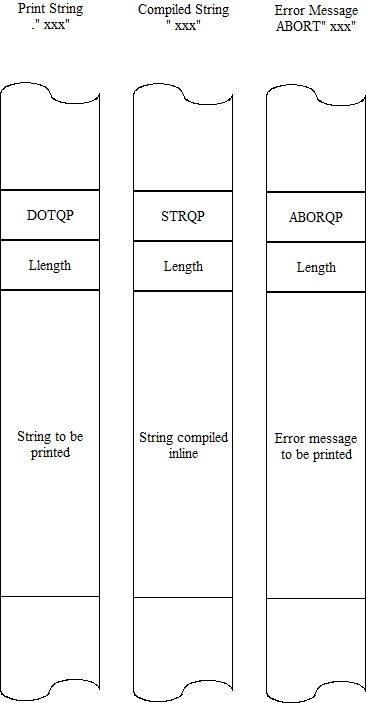 Print String
." xxx"
Compiled String
" xxx"
Error Message
ABORT" xxx"
DOTQP
STRQP
ABORQP
Llength
Length
Length
String to be
printed
String compiled
inline
Error message
to be printed